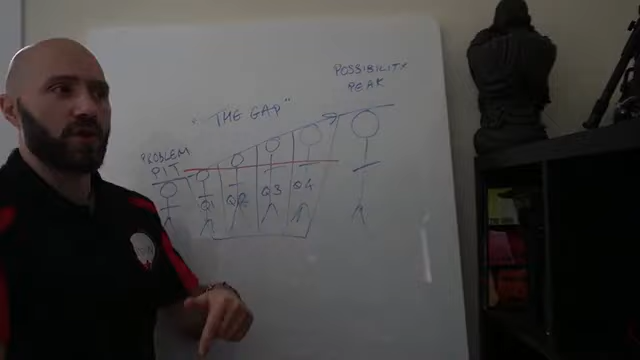 POSSIBILITY
PEAK
"THE GAP"
PROBLEM
PIT
Q1
Q2
Q3
Q4